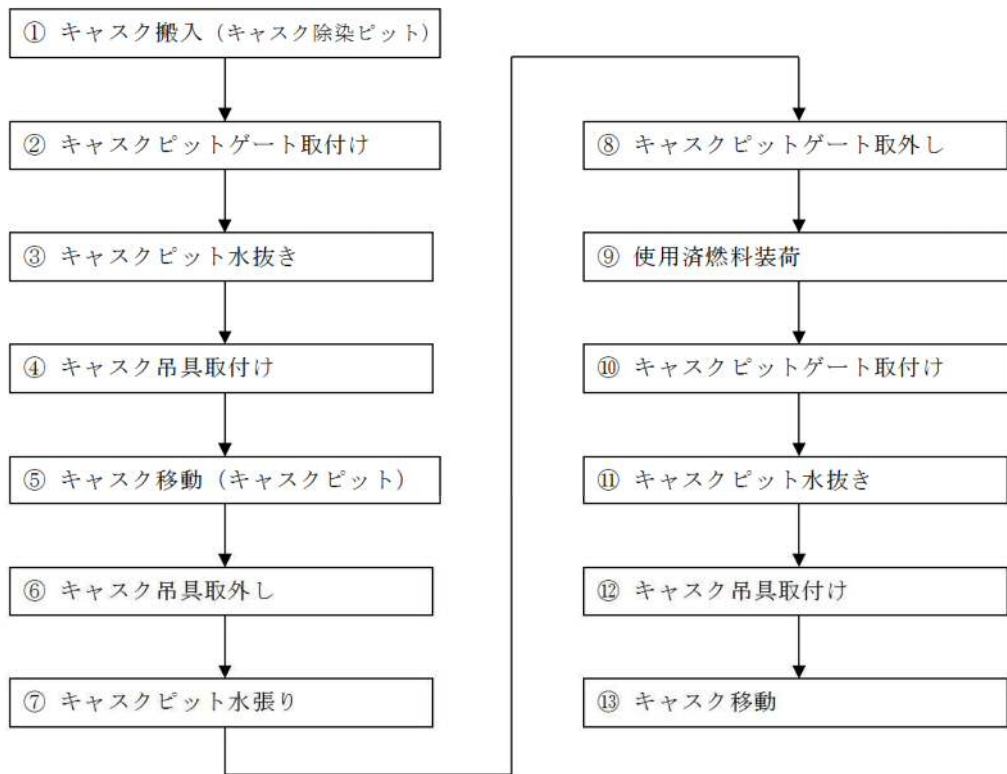 ① キャスク搬入（キャスク除染ピット）
② キャスクピットゲート取付け
③ キャスクピット水抜き
④ キャスク吊具取付け
⑤ キャスク移動（キャスクピット）
⑥ キャスク吊具取外し
⑦ キャスクピット水張り
⑧ キャスクピットゲート取外し
⑨ 使用済燃料装荷
⑩ キャスクピットゲート取付け
⑪ キャスクピット水抜き
⑫ キャスク吊具取付け
⑬ キャスク移動